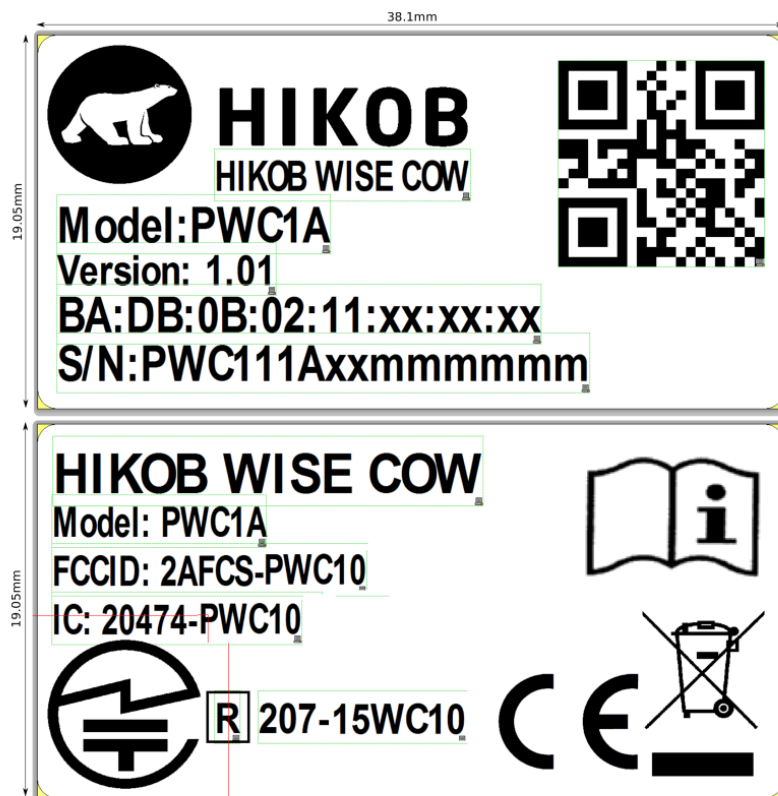 38.1mm
19.05mm
HIKOB
HIKOB WISE COW
Model:PWC1A
Version: 1.01
BA:DB:0B:02:11:xx:xx:xx
S/N:PWC111Axxmmmmmm
19.05mm
HIKOB WISE COW
Model: PWC1A
FCCID: 2AFCS-PWC10
IC: 20474-PWC10
R 207-15WC10 CE